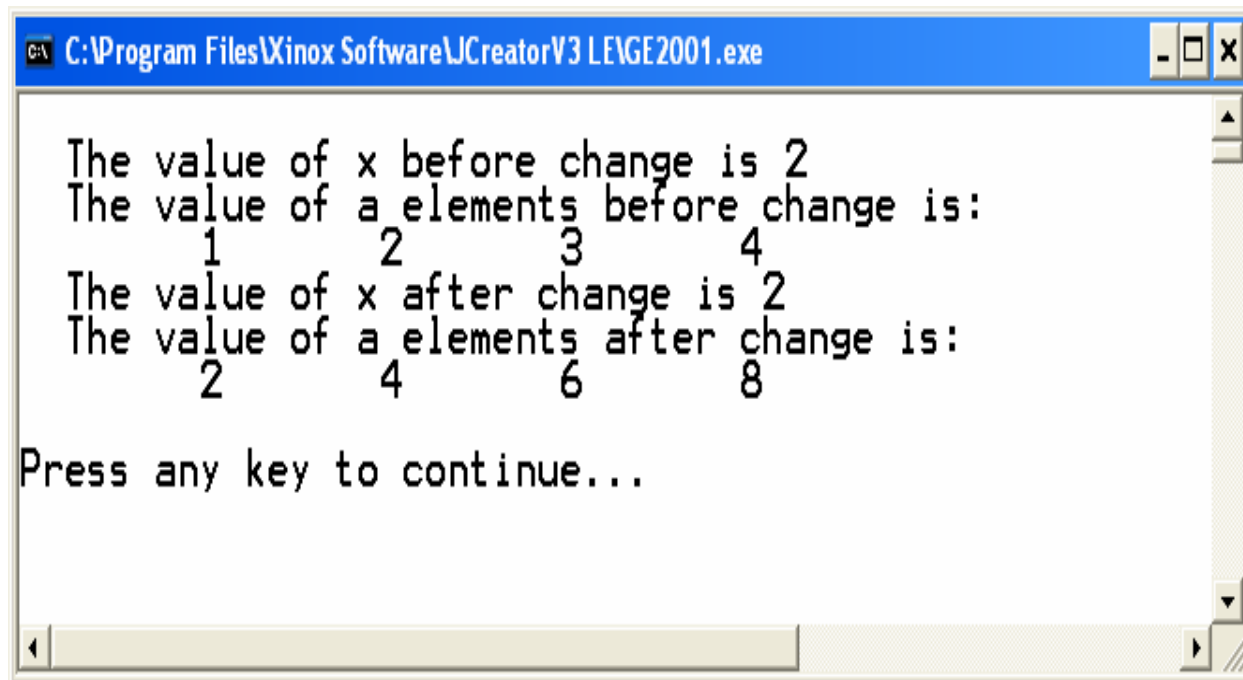 C:\Program Files\Xinox Software\JCreatorV3 LE\GE2001.exe
The value of x before change is 2
The value of a elements before change is:
1 2 3 4
The value of x after change is 2
The value of a elements after change is:
2 4 6 8
Press any key to continue...